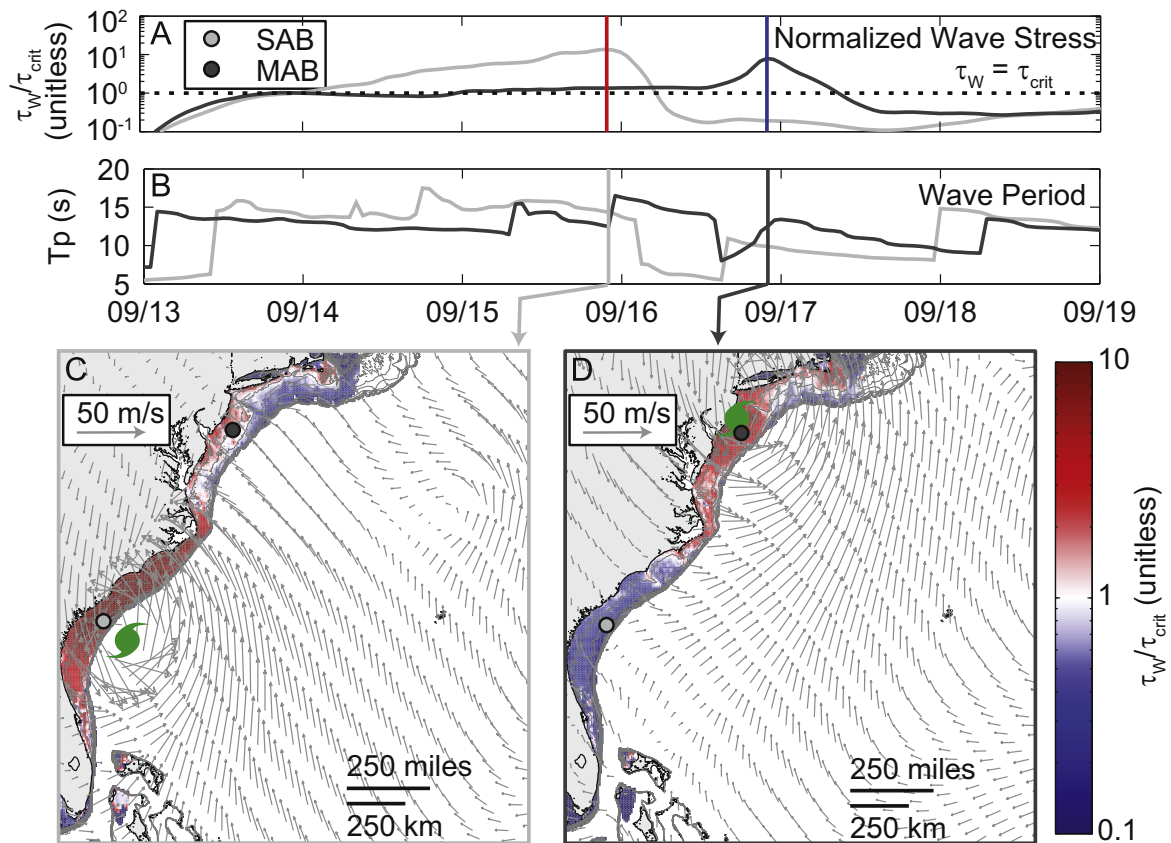 A
SAB
MAB
Normalized Wave Stress
τW = τcrit
τW/τcrit
(unitless)
10²
10¹
10⁰
10⁻¹
B
Wave Period
Tp (s)
20
15
10
5
09/13
09/14
09/15
09/16
09/17
09/18
09/19
C
50 m/s
250 miles
250 km
D
50 m/s
250 miles
250 km
10
1
0.1
τW/τcrit (unitless)